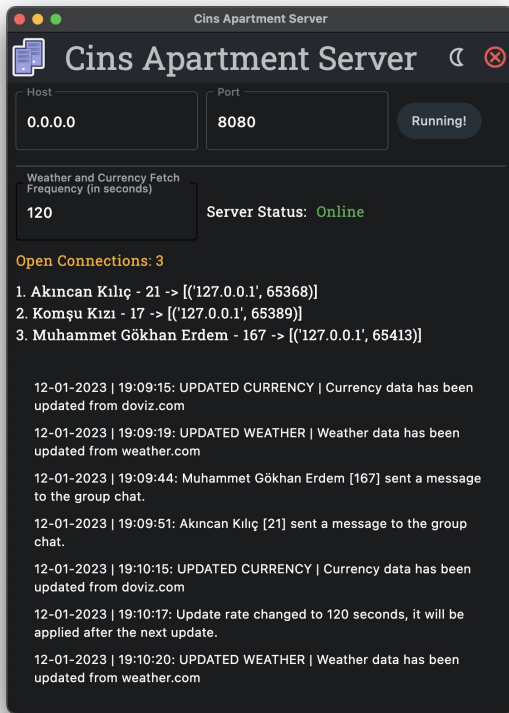 Cins Apartment Server
Cins Apartment Server
Host
Port
0.0.0.0
8080
Running!
Weather and Currency Fetch
Frequency (in seconds)
120
Server Status: Online
Open Connections: 3
1. Akıncan Kılıç - 21 -> [('127.0.0.1', 65368)]
2. Komşu Kızı - 17 -> [('127.0.0.1', 65389)]
3. Muhammet Gökhan Erdem - 167 -> [('127.0.0.1', 65413)]
12-01-2023 | 19:09:15: UPDATED CURRENCY | Currency data has been
updated from doviz.com
12-01-2023 | 19:09:19: UPDATED WEATHER | Weather data has been
updated from weather.com
12-01-2023 | 19:09:44: Muhammet Gökhan Erdem [167] sent a message
to the group chat.
12-01-2023 | 19:09:51: Akıncan Kılıç [21] sent a message to the group
chat.
12-01-2023 | 19:10:15: UPDATED CURRENCY | Currency data has been
updated from doviz.com
12-01-2023 | 19:10:17: Update rate changed to 120 seconds, it will be
applied after the next update.
12-01-2023 | 19:10:20: UPDATED WEATHER | Weather data has been
updated from weather.com